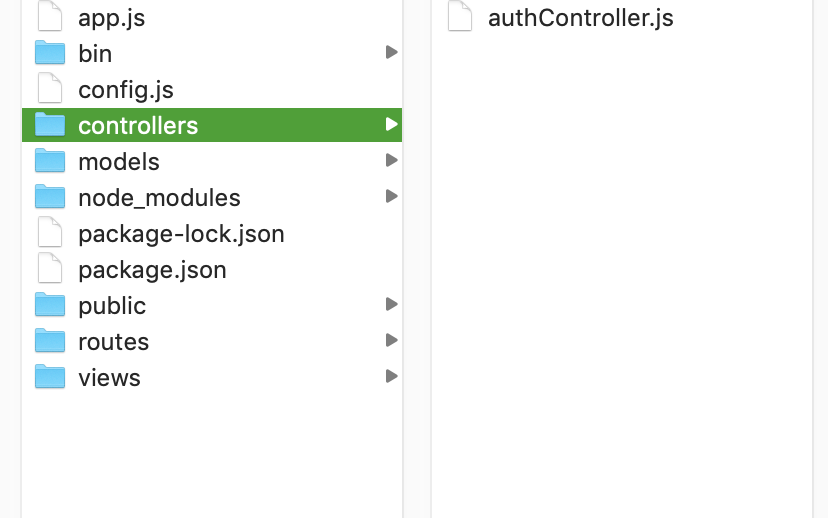 app.js
bin
config.js
controllers
models
node_modules
package-lock.json
package.json
public
routes
views
authController.js